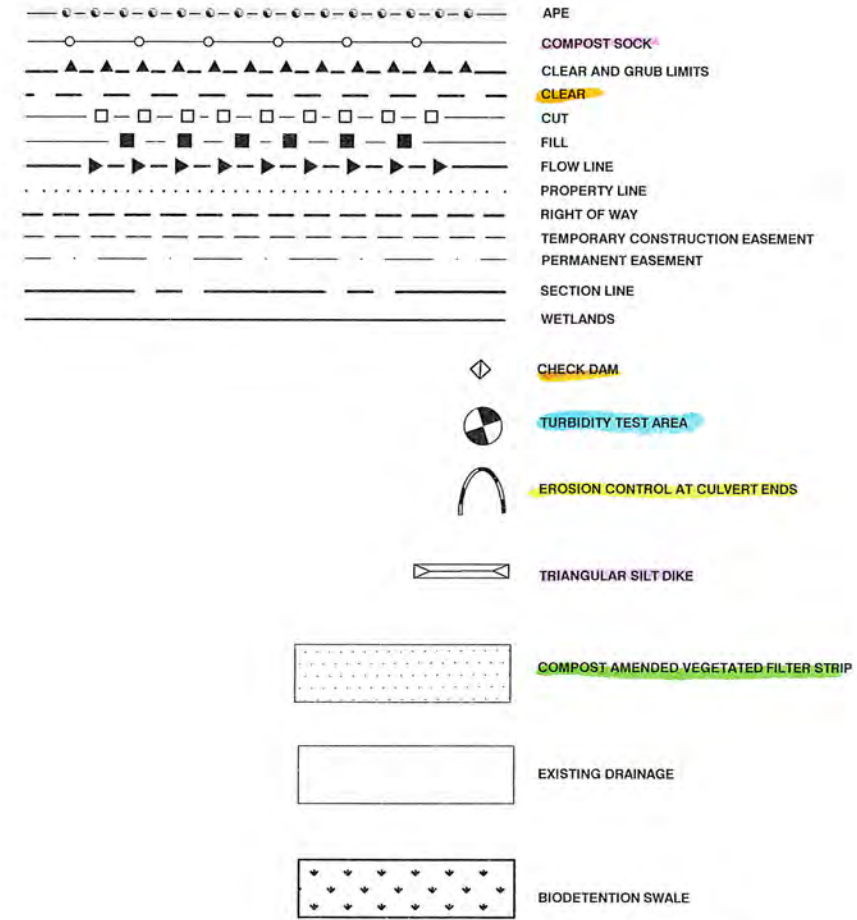 APE
COMPOST SOCK
CLEAR AND GRUB LIMITS
CLEAR
CUT
FILL
FLOW LINE
PROPERTY LINE
RIGHT OF WAY
TEMPORARY CONSTRUCTION EASEMENT
PERMANENT EASEMENT
SECTION LINE
WETLANDS
CHECK DAM
TURBIDITY TEST AREA
EROSION CONTROL AT CULVERT ENDS
TRIANGULAR SILT DIKE
COMPOST AMENDED VEGETATED FILTER STRIP
EXISTING DRAINAGE
BIODETENTION SWALE